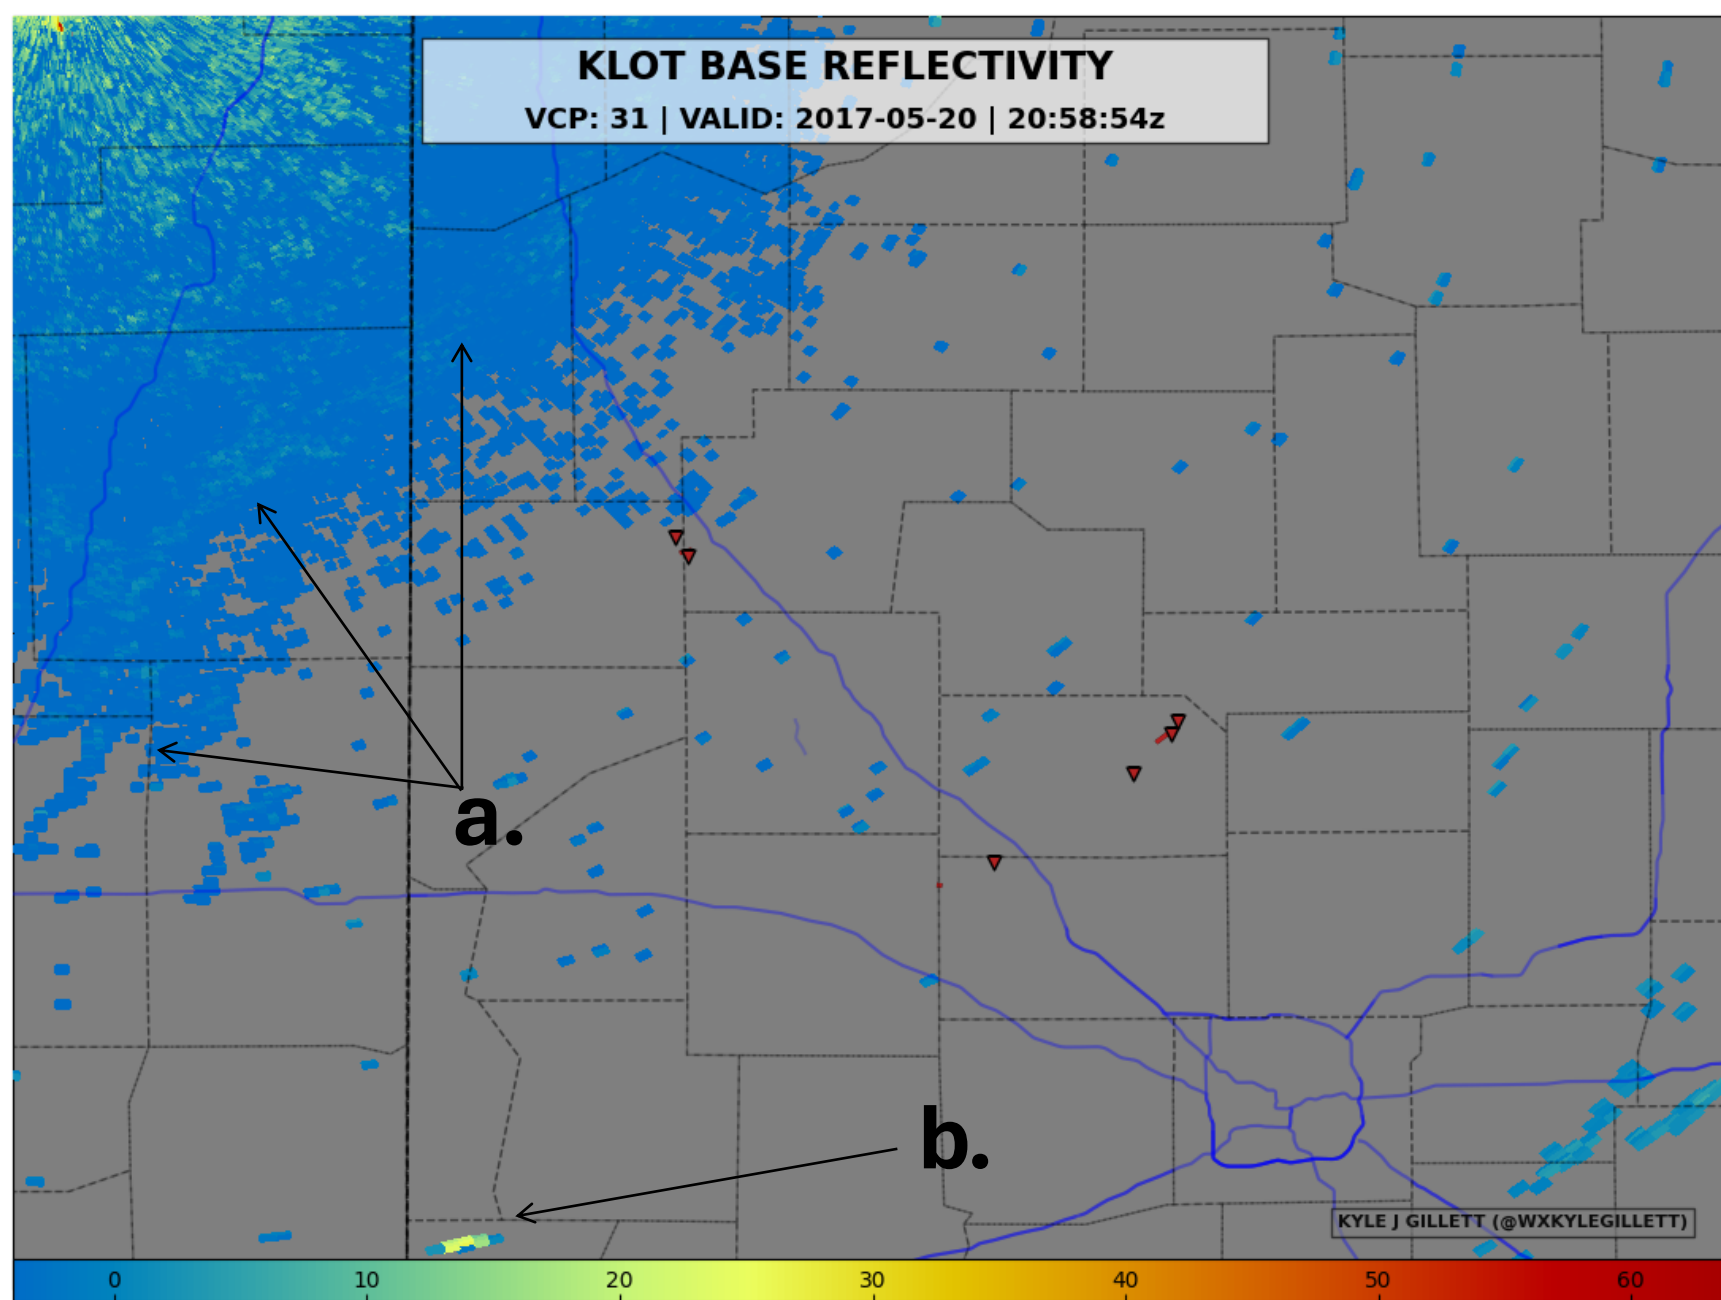 KLOT BASE REFLECTIVITY
VCP: 31 | VALID: 2017-05-20 | 20:58:54z
a.
b.
KYLE J GILLETT (@WXKYLEGILLETT)
0 10 20 30 40 50 60